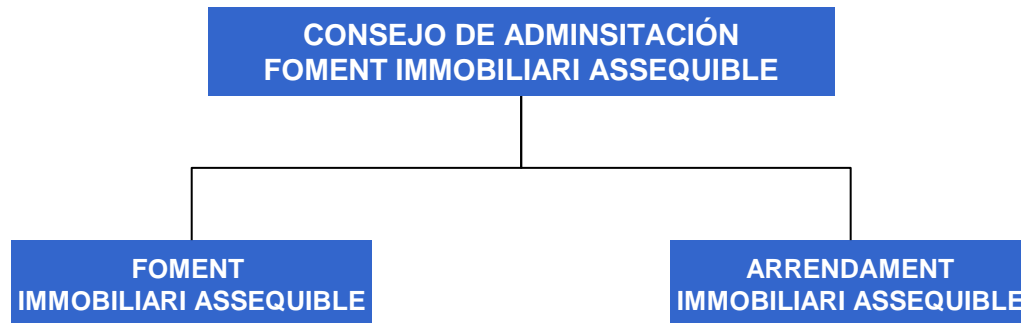 CONSEJO DE ADMINSITACIÓN
FOMENT IMMOBILIARI ASSEQUIBLE
FOMENT
IMMOBILIARI ASSEQUIBLE
ARRENDAMENT
IMMOBILIARI ASSEQUIBLE